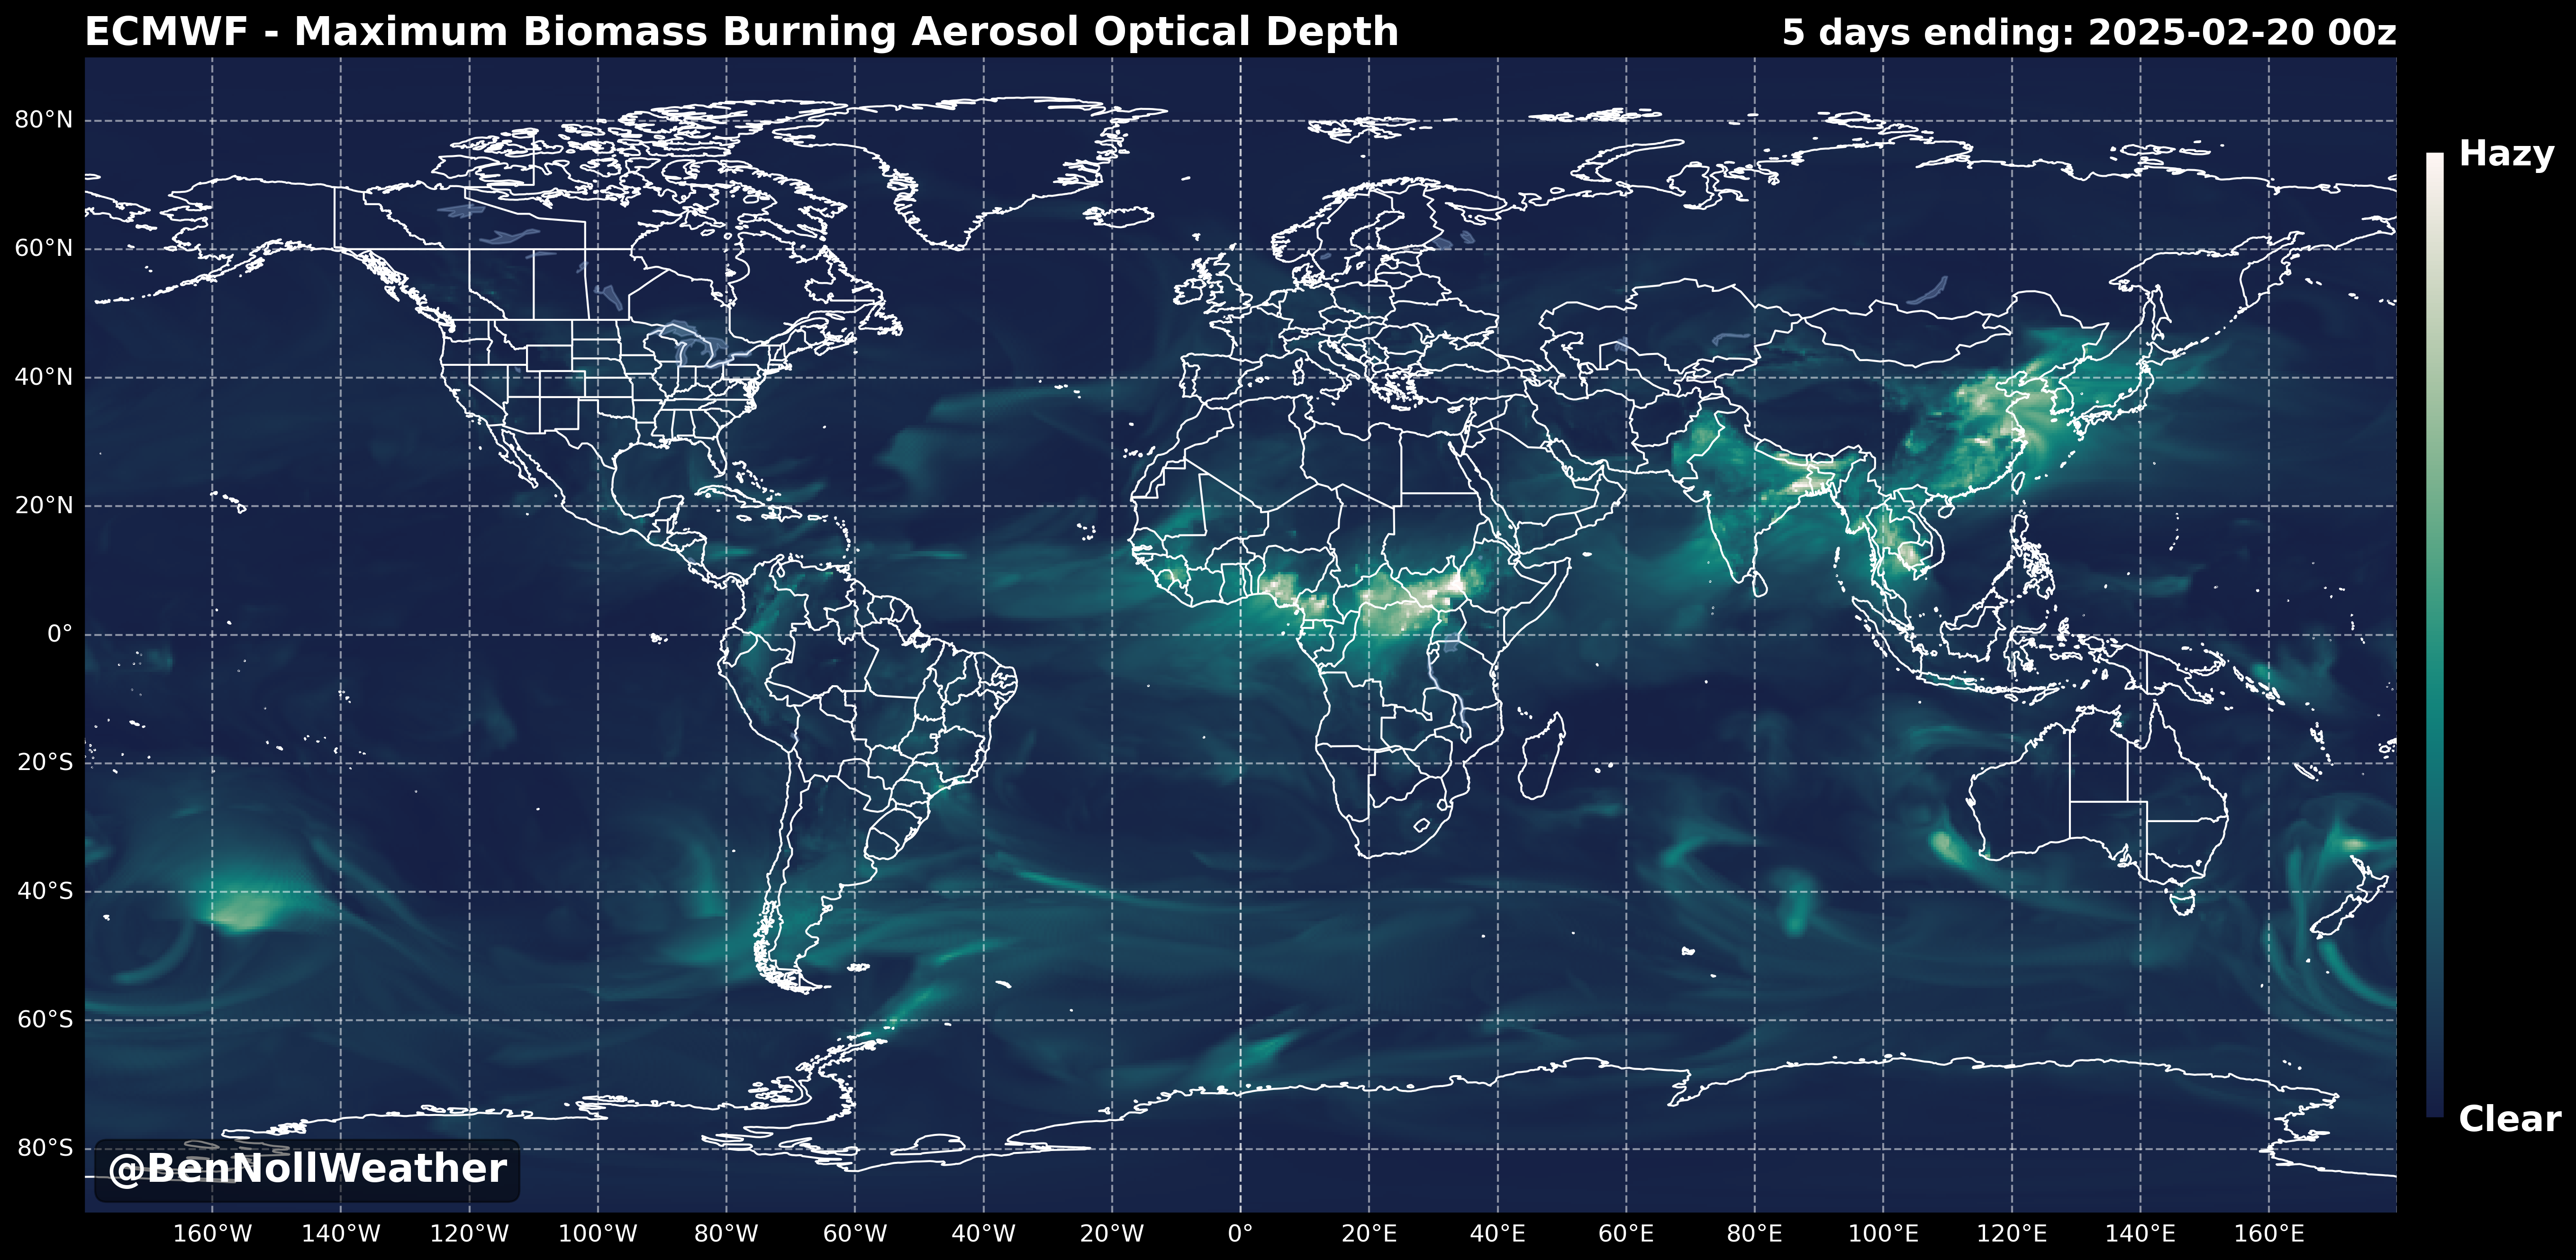 ECMWF - Maximum Biomass Burning Aerosol Optical Depth
5 days ending: 2025-02-20 00z
80°N
60°N
40°N
20°N
0°
20°S
40°S
60°S
80°S
Hazy
Clear
@BenNollWeather
160°W 140°W 120°W 100°W 80°W 60°W 40°W 20°W 0° 20°E 40°E 60°E 80°E 100°E 120°E 140°E 160°E